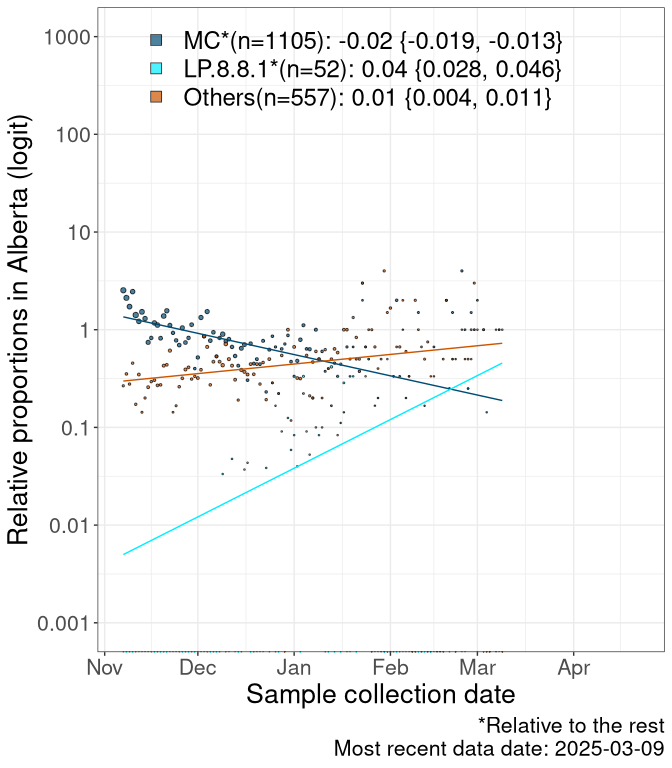 MC*(n=1105): -0.02 {-0.019, -0.013}
LP.8.8.1*(n=52): 0.04 {0.028, 0.046}
Others(n=557): 0.01 {0.004, 0.011}
Relative proportions in Alberta (logit)
1000
100
10
1
0.1
0.01
0.001
Nov Dec Jan Feb Mar Apr
Sample collection date
*Relative to the rest
Most recent data date: 2025-03-09